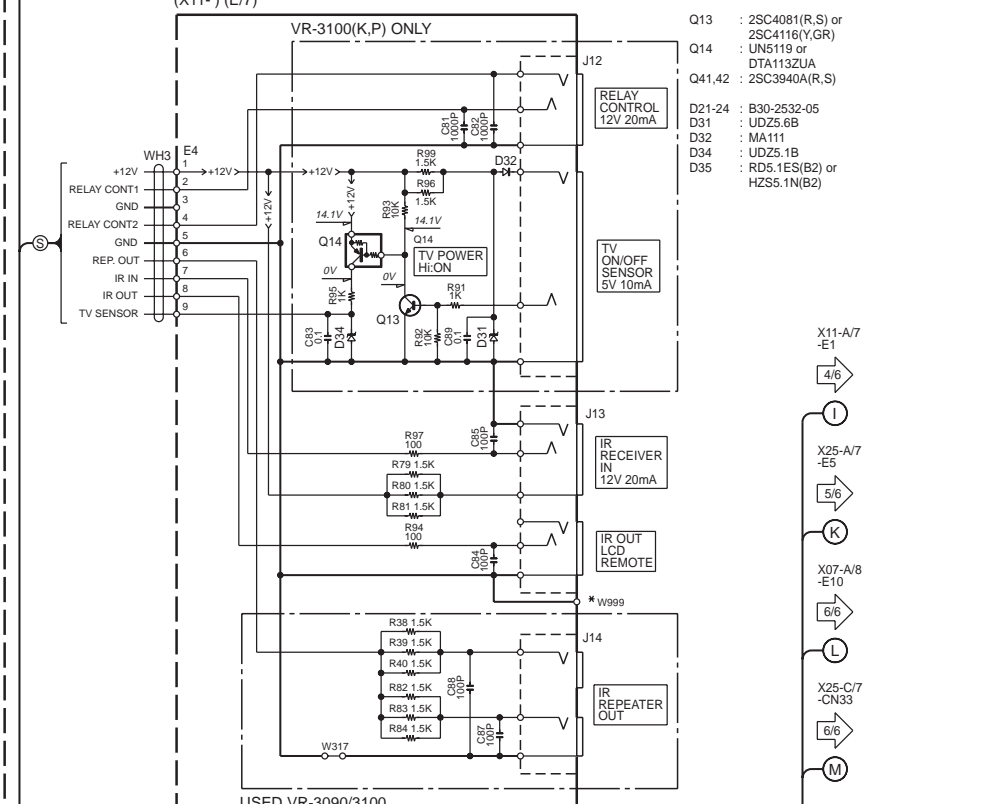 (X11- ) (E/7)
VR-3100(K,P) ONLY
Q13 : 2SC4081(R,S) or
2SC4116(Y,GR)
Q14 : UN5119 or
DTA113ZUA
Q41,42 : 2SC3940A(R,S)
D21-24 : B30-2532-05
D31 : UDZ5.6B
D32 : MA111
D34 : UDZ5.1B
D35 : RD5.1ES(B2) or
HZS5.1N(B2)
J12
RELAY
CONTROL
12V 20mA
C81
1000P
C82
1000P
WH3
E4
+12V
1
RELAY CONT1
2
GND
3
RELAY CONT2
4
GND
5
REP. OUT
6
IR IN
7
IR OUT
8
TV SENSOR
9
S
+12V
+12V
+12V
+12V
R99
1.5K
R96
1.5K
D32
R93
10K
14.1V
14.1V
Q14
Q14
TV POWER
Hi:ON
0V
0V
R95
1K
Q13
R91
1K
R92
10K
C89
0.1
D31
C83
0.1
D34
TV
ON/OFF
SENSOR
5V 10mA
J13
C85
100P
R97
100
R79 1.5K
R80 1.5K
R81 1.5K
R94
100
IR
RECEIVER
IN
12V 20mA
C84
100P
IR OUT
LCD
REMOTE
* W999
R38 1.5K
R39 1.5K
R40 1.5K
R82 1.5K
R83 1.5K
R84 1.5K
C88
100P
C87
100P
J14
IR
REPEATER
OUT
W317
USED VR-3090/3100
X11-A/7
-E1
4/6
I
X25-A/7
-E5
5/6
K
X07-A/8
-E10
6/6
L
X25-C/7
-CN33
6/6
M